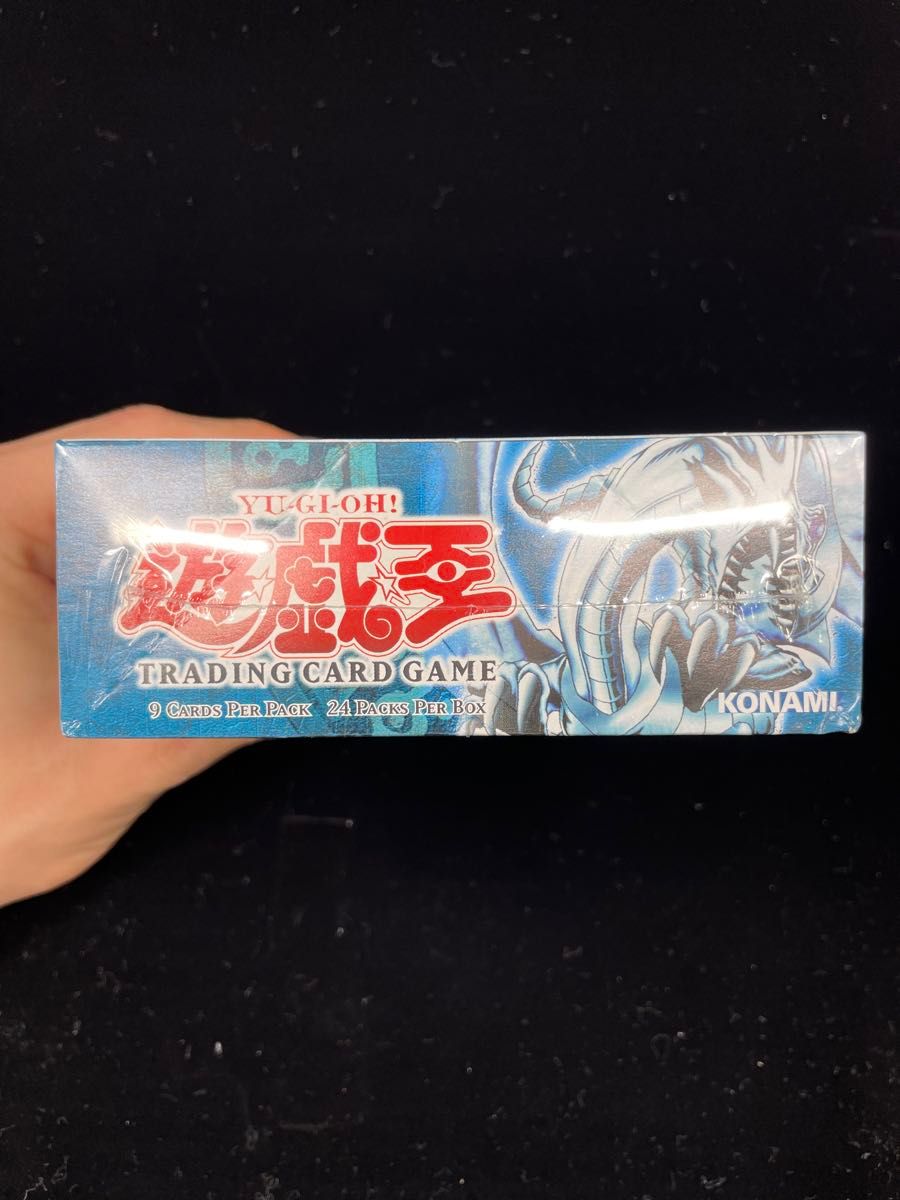 YU-GI-OH!
遊☆戯☆王
TRADING CARD GAME
9 CARDS PER PACK 24 PACKS PER BOX
KONAMI